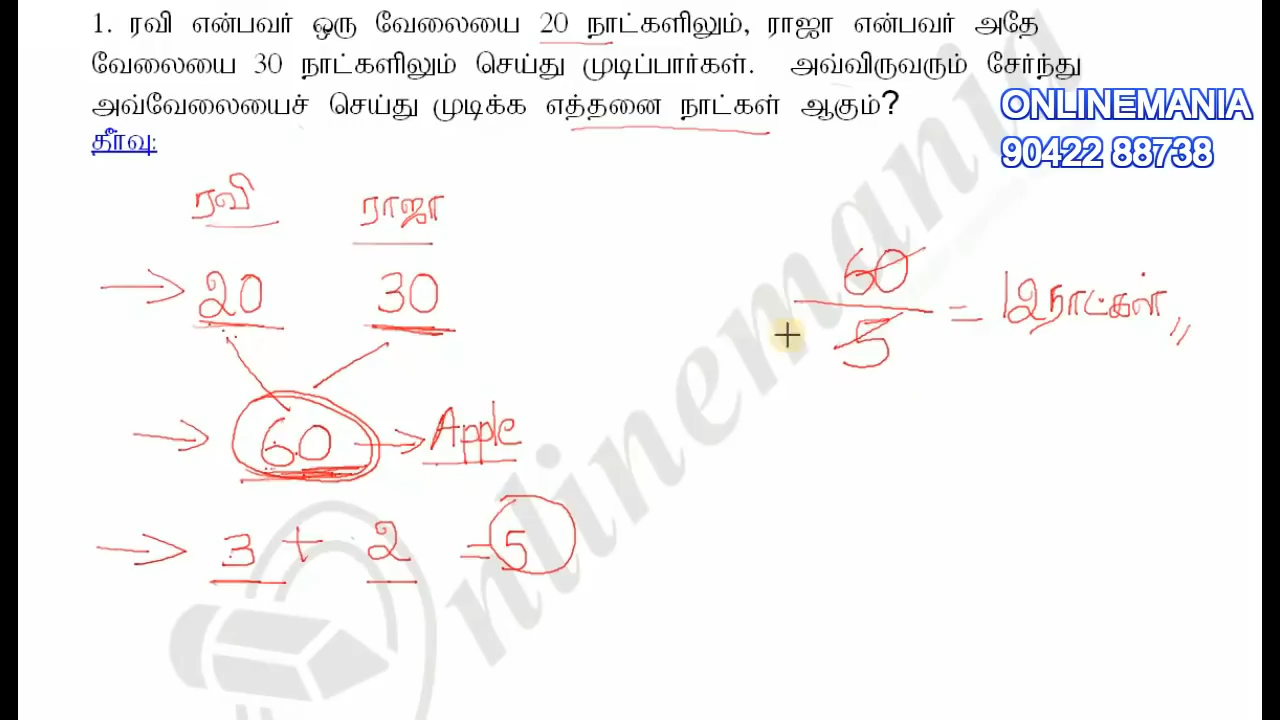 1. ரவி என்பவர் ஒரு வேலையை 20 நாட்களிலும், ராஜா என்பவர் அதே
வேலையை 30 நாட்களிலும் செய்து முடிப்பார்கள். அவ்விருவரும் சேர்ந்து
அவ்வேலையைச் செய்து முடிக்க எத்தனை நாட்கள் ஆகும்?
ONLINEMANIA
90422 88738
தீர்வு:
ரவி ராஜா
20 30
60
5
= 12 நாட்கள்
60 → Apple
3 + 2 = 5
nlinemania